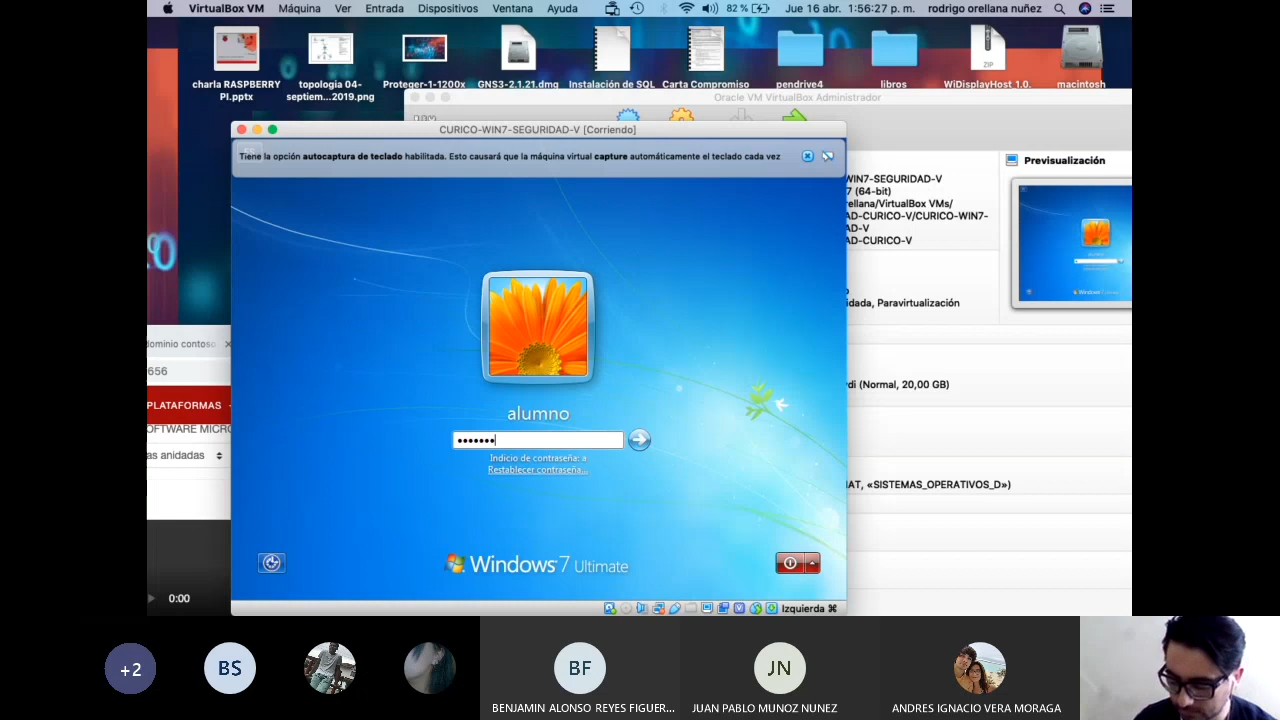 VirtualBox VM Máquina Ver Entrada Dispositivos Ventana Ayuda 82 % Jue 16 abr. 1:56:27 p. m. rodrigo orellana nuñez
ZIP
charla RASPBERRY PI.pptx
topologia 04-septiem...2019.png
Proteger-1-1200x
GNS3-2.1.21.dmg
Instalación de SQL
Carta Compromiso
pendrive4
libros
WiDisplayHost 1.0.
macintosh
Oracle VM VirtualBox Administrador
CURICO-WIN7-SEGURIDAD-V [Corriendo]
Tiene la opción autocaptura de teclado habilitada. Esto causará que la máquina virtual capture automáticamente el teclado cada vez
Previsualización
WIN7-SEGURIDAD-V
7 (64-bit)
rellana/VirtualBox VMs/
AD-CURICO-V/CURICO-WIN7-
AD-V
AD-CURICO-V
idada, Paravirtualización
dominio contoso
656
rdi (Normal, 20,00 GB)
PLATAFORMAS
OFTWARE MICR
as anidadas
alumno
•••••••
Indicio de contraseña: a
Restablecer contraseña...
MAT, «SISTEMAS_OPERATIVOS_D»)
Windows 7 Ultimate
0:00
Izquierda ⌘
+2
BS
BF
JN
BENJAMIN ALONSO REYES FIGUER...
JUAN PABLO MUNOZ NUNEZ
ANDRES IGNACIO VERA MORAGA